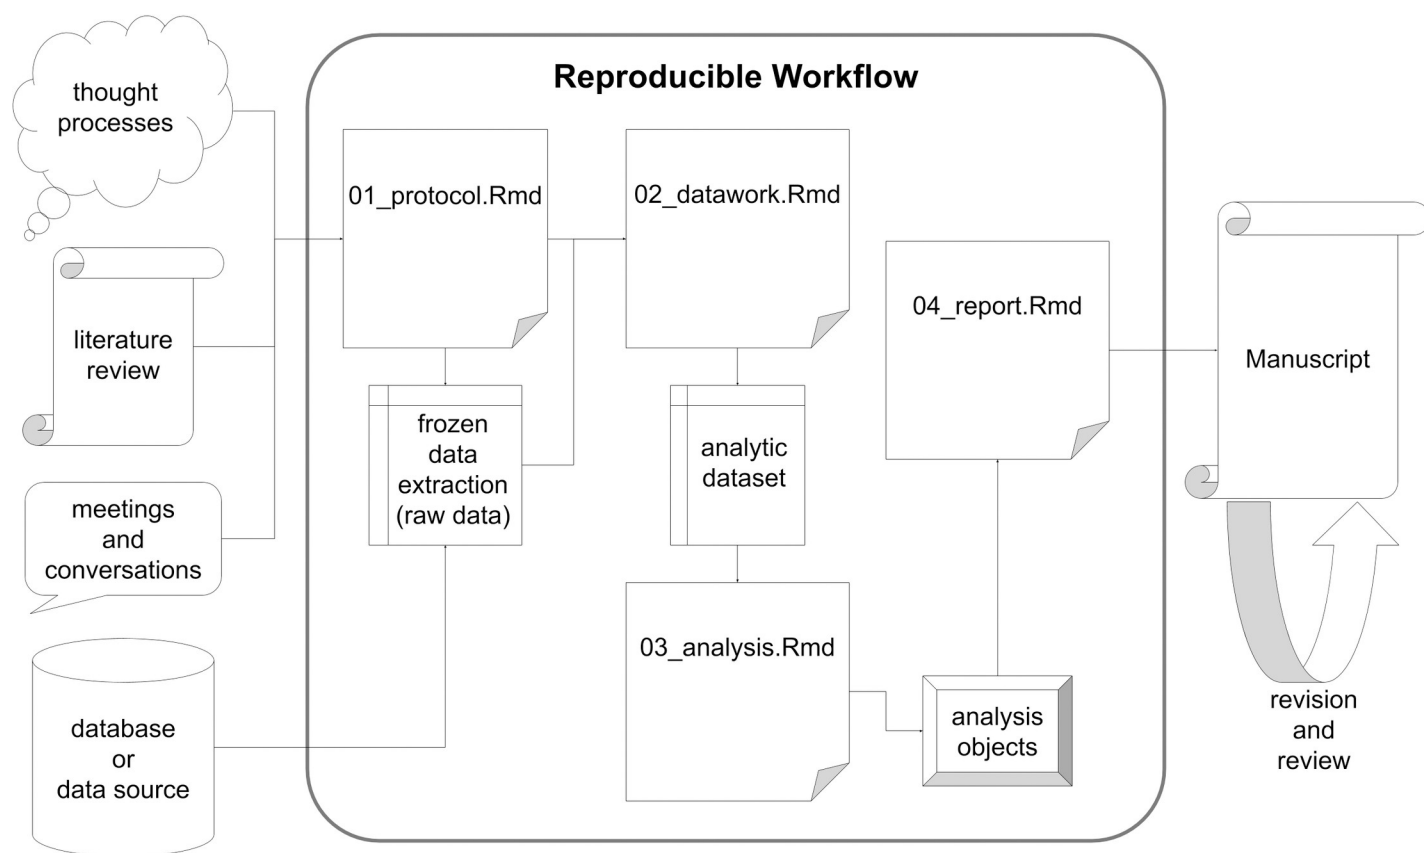 Reproducible Workflow
thought
processes
literature
review
meetings
and
conversations
database
or
data source
01_protocol.Rmd
frozen
data
extraction
(raw data)
02_datawork.Rmd
analytic
dataset
03_analysis.Rmd
analysis
objects
04_report.Rmd
Manuscript
revision
and
review